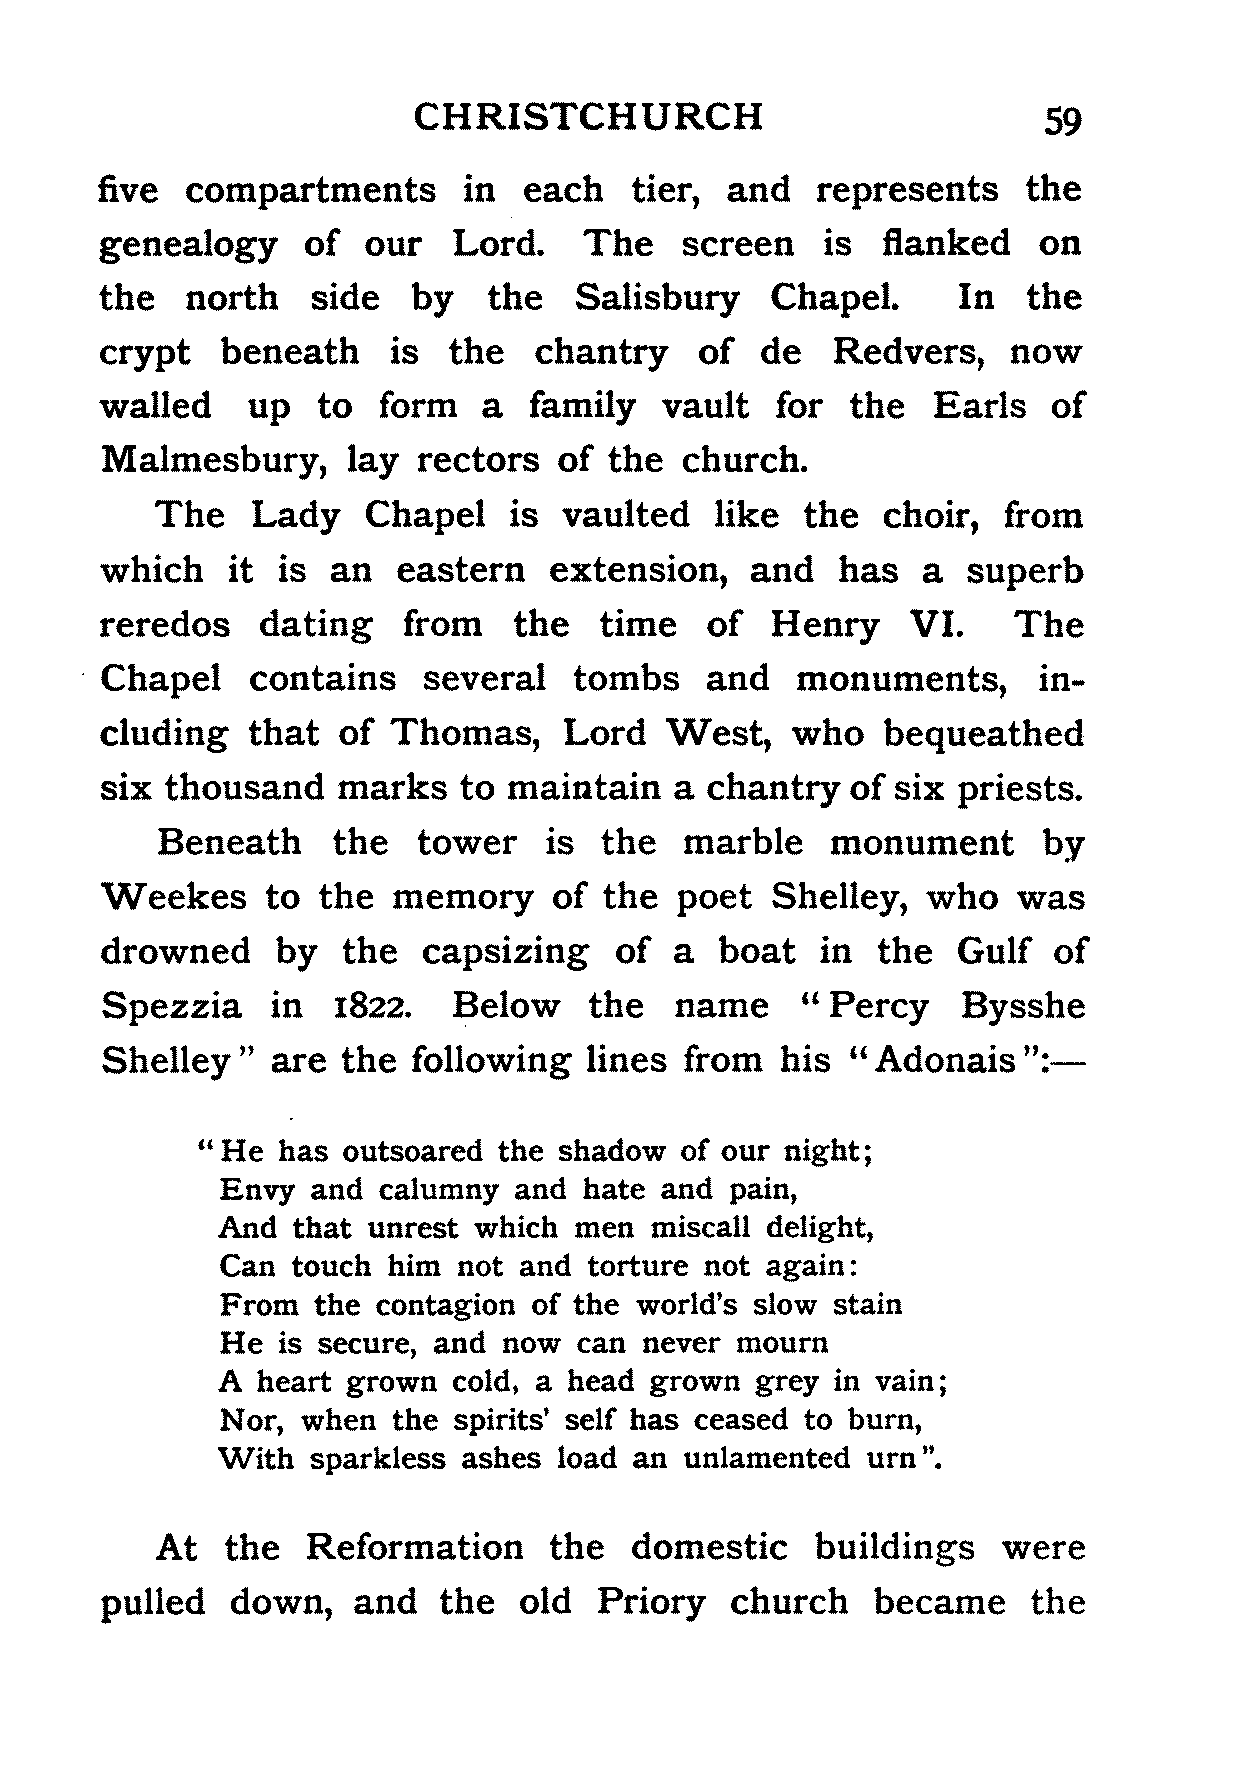 CHRISTCHURCH 59
five compartments in each tier, and represents the
genealogy of our Lord. The screen is flanked on
the north side by the Salisbury Chapel. In the
crypt beneath is the chantry of de Redvers, now
walled up to form a family vault for the Earls of
Malmesbury, lay rectors of the church.
The Lady Chapel is vaulted like the choir, from
which it is an eastern extension, and has a superb
reredos dating from the time of Henry VI. The
Chapel contains several tombs and monuments, in-
cluding that of Thomas, Lord West, who bequeathed
six thousand marks to maintain a chantry of six priests.
Beneath the tower is the marble monument by
Weekes to the memory of the poet Shelley, who was
drowned by the capsizing of a boat in the Gulf of
Spezzia in 1822. Below the name “Percy Bysshe
Shelley” are the following lines from his “Adonais”:—
“He has outsoared the shadow of our night;
Envy and calumny and hate and pain,
And that unrest which men miscall delight,
Can touch him not and torture not again:
From the contagion of the world's slow stain
He is secure, and now can never mourn
A heart grown cold, a head grown grey in vain;
Nor, when the spirits' self has ceased to burn,
With sparkless ashes load an unlamented urn”.
At the Reformation the domestic buildings were
pulled down, and the old Priory church became the